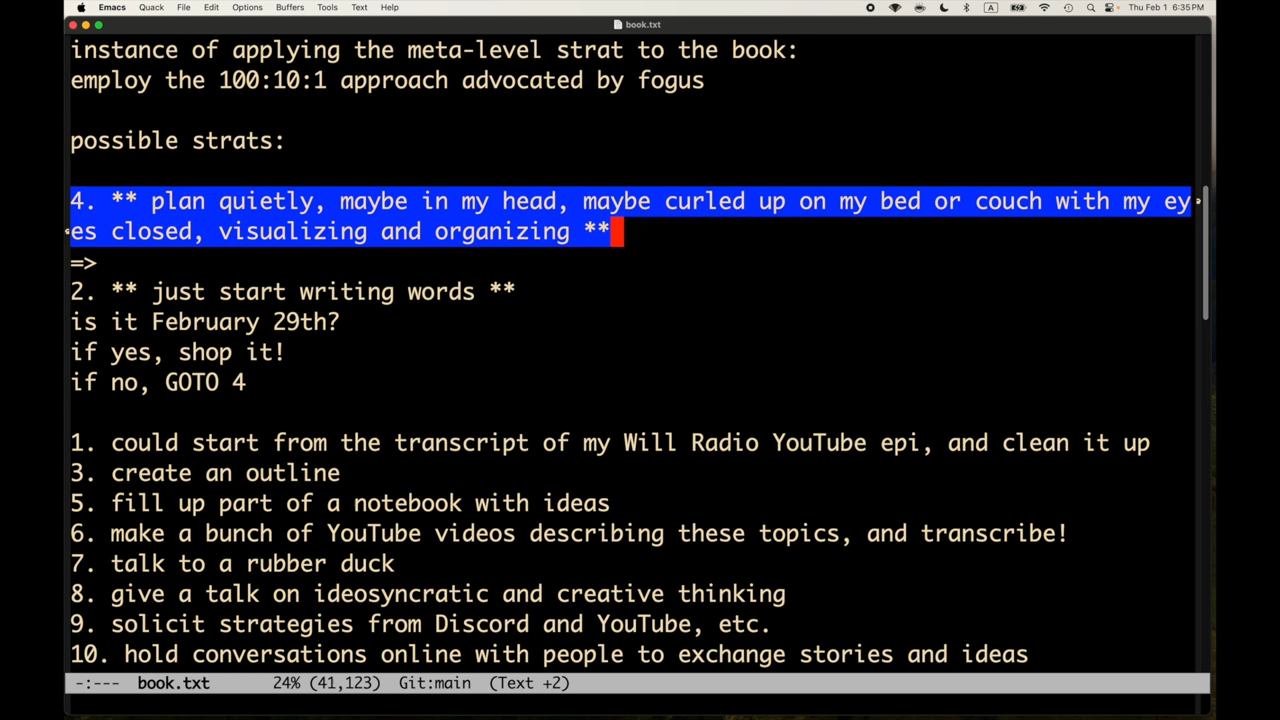 Emacs Quack File Edit Options Buffers Tools Text Help A Thu Feb 1 6:35 PM
book.txt
instance of applying the meta-level strat to the book:
employ the 100:10:1 approach advocated by fogus
possible strats:
4. ** plan quietly, maybe in my head, maybe curled up on my bed or couch with my ey
es closed, visualizing and organizing **
=>
2. ** just start writing words **
is it February 29th?
if yes, shop it!
if no, GOTO 4
1. could start from the transcript of my Will Radio YouTube epi, and clean it up
3. create an outline
5. fill up part of a notebook with ideas
6. make a bunch of YouTube videos describing these topics, and transcribe!
7. talk to a rubber duck
8. give a talk on ideosyncratic and creative thinking
9. solicit strategies from Discord and YouTube, etc.
10. hold conversations online with people to exchange stories and ideas
-:--- book.txt 24% (41,123) Git:main (Text +2)